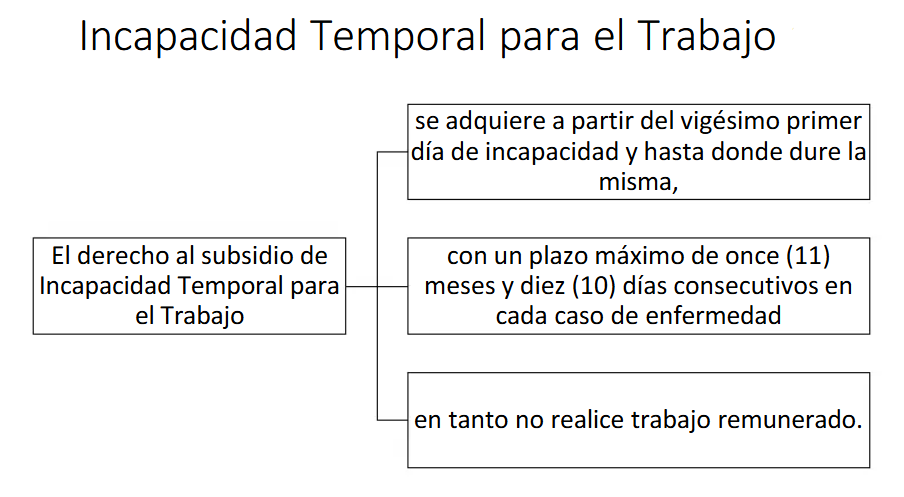 Incapacidad Temporal para el Trabajo
El derecho al subsidio de
Incapacidad Temporal para
el Trabajo
se adquiere a partir del vigésimo primer
día de incapacidad y hasta donde dure la
misma,
con un plazo máximo de once (11)
meses y diez (10) días consecutivos en
cada caso de enfermedad
en tanto no realice trabajo remunerado.